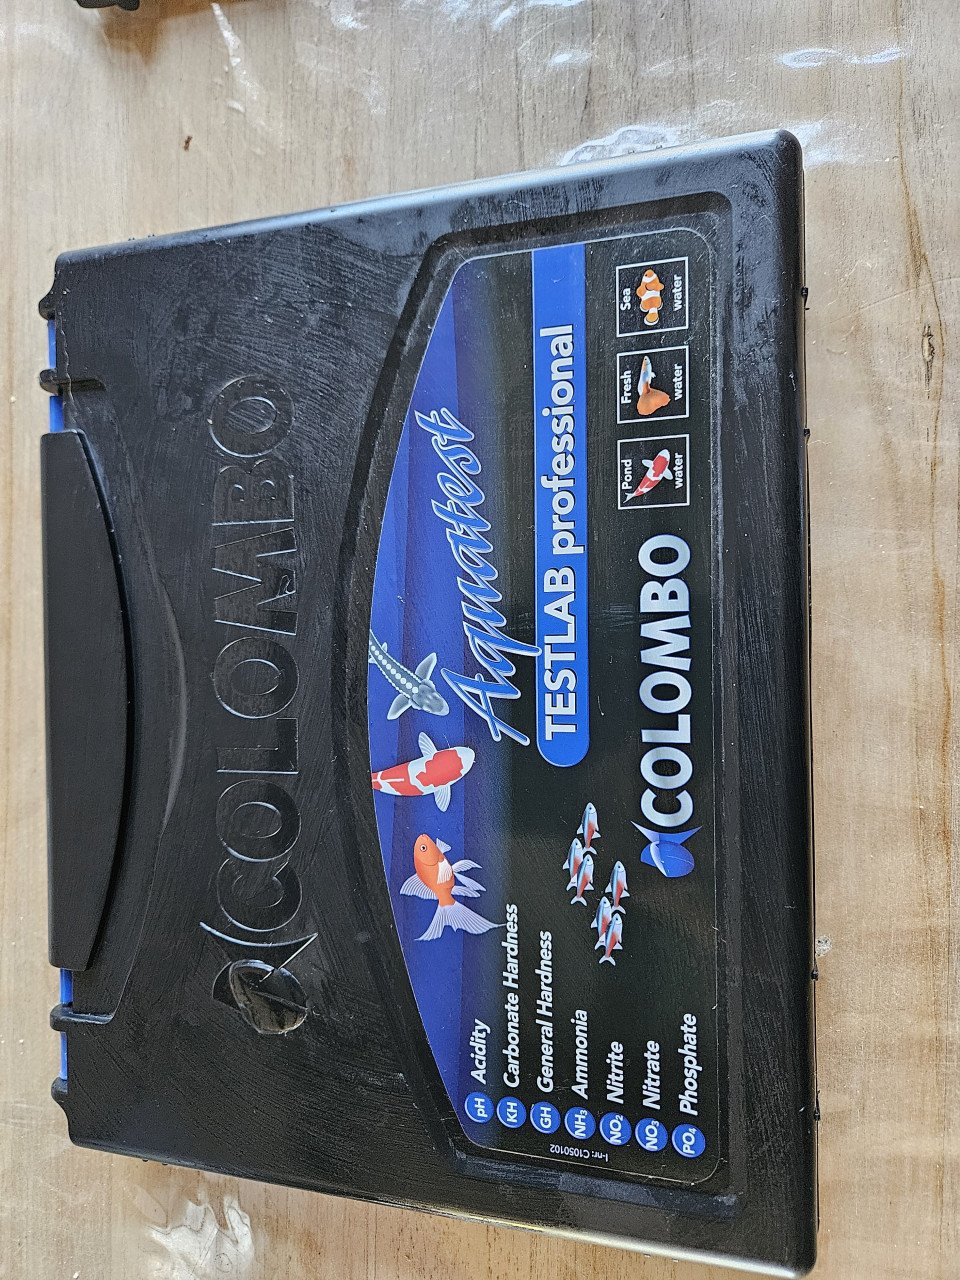 COLOMBO
Aquatest
TESTLAB professional
pH Acidity
KH Carbonate Hardness
GH General Hardness
NH₃ Ammonia
NO₂ Nitrite
NO₃ Nitrate
PO₄ Phosphate
I-nr: C1050102
COLOMBO
Pond
water
Fresh
water
Sea
water